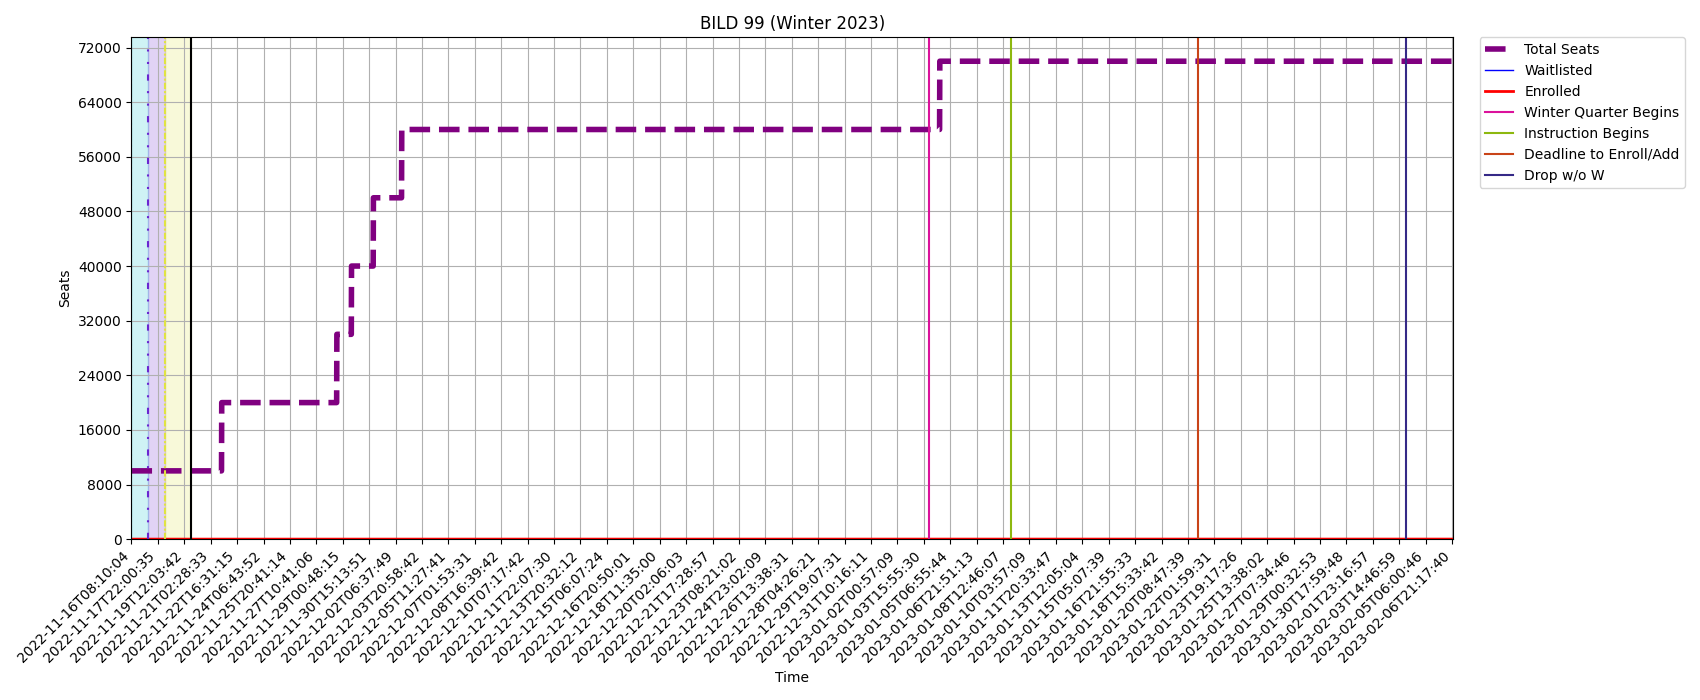 BILD 99 (Winter 2023)
72000
64000
56000
48000
40000
32000
24000
16000
8000
0
Seats
2022-11-16T08:10:04
2022-11-17T22:00:35
2022-11-19T12:03:42
2022-11-21T02:28:33
2022-11-22T16:31:15
2022-11-24T06:43:52
2022-11-25T20:41:14
2022-11-27T10:41:06
2022-11-29T00:48:15
2022-11-30T15:13:51
2022-12-02T06:37:49
2022-12-03T20:58:42
2022-12-05T11:27:41
2022-12-07T01:53:31
2022-12-08T16:39:42
2022-12-10T07:17:42
2022-12-11T22:07:30
2022-12-13T20:32:12
2022-12-15T06:07:24
2022-12-16T20:50:01
2022-12-18T11:35:00
2022-12-20T02:06:03
2022-12-21T17:28:57
2022-12-23T08:21:02
2022-12-24T23:02:09
2022-12-26T13:38:31
2022-12-28T04:26:21
2022-12-29T19:07:31
2022-12-31T10:16:11
2023-01-02T00:57:09
2023-01-03T15:55:30
2023-01-05T06:55:44
2023-01-06T21:51:13
2023-01-08T12:46:07
2023-01-10T03:57:09
2023-01-11T20:33:47
2023-01-13T12:05:04
2023-01-15T05:07:39
2023-01-16T21:55:33
2023-01-18T15:33:42
2023-01-20T08:47:39
2023-01-22T01:59:31
2023-01-23T19:17:26
2023-01-25T13:38:02
2023-01-27T07:34:46
2023-01-29T00:32:53
2023-01-30T17:59:48
2023-02-01T23:16:57
2023-02-03T14:46:59
2023-02-05T06:00:46
2023-02-06T21:17:40
Time
Total Seats
Waitlisted
Enrolled
Winter Quarter Begins
Instruction Begins
Deadline to Enroll/Add
Drop w/o W